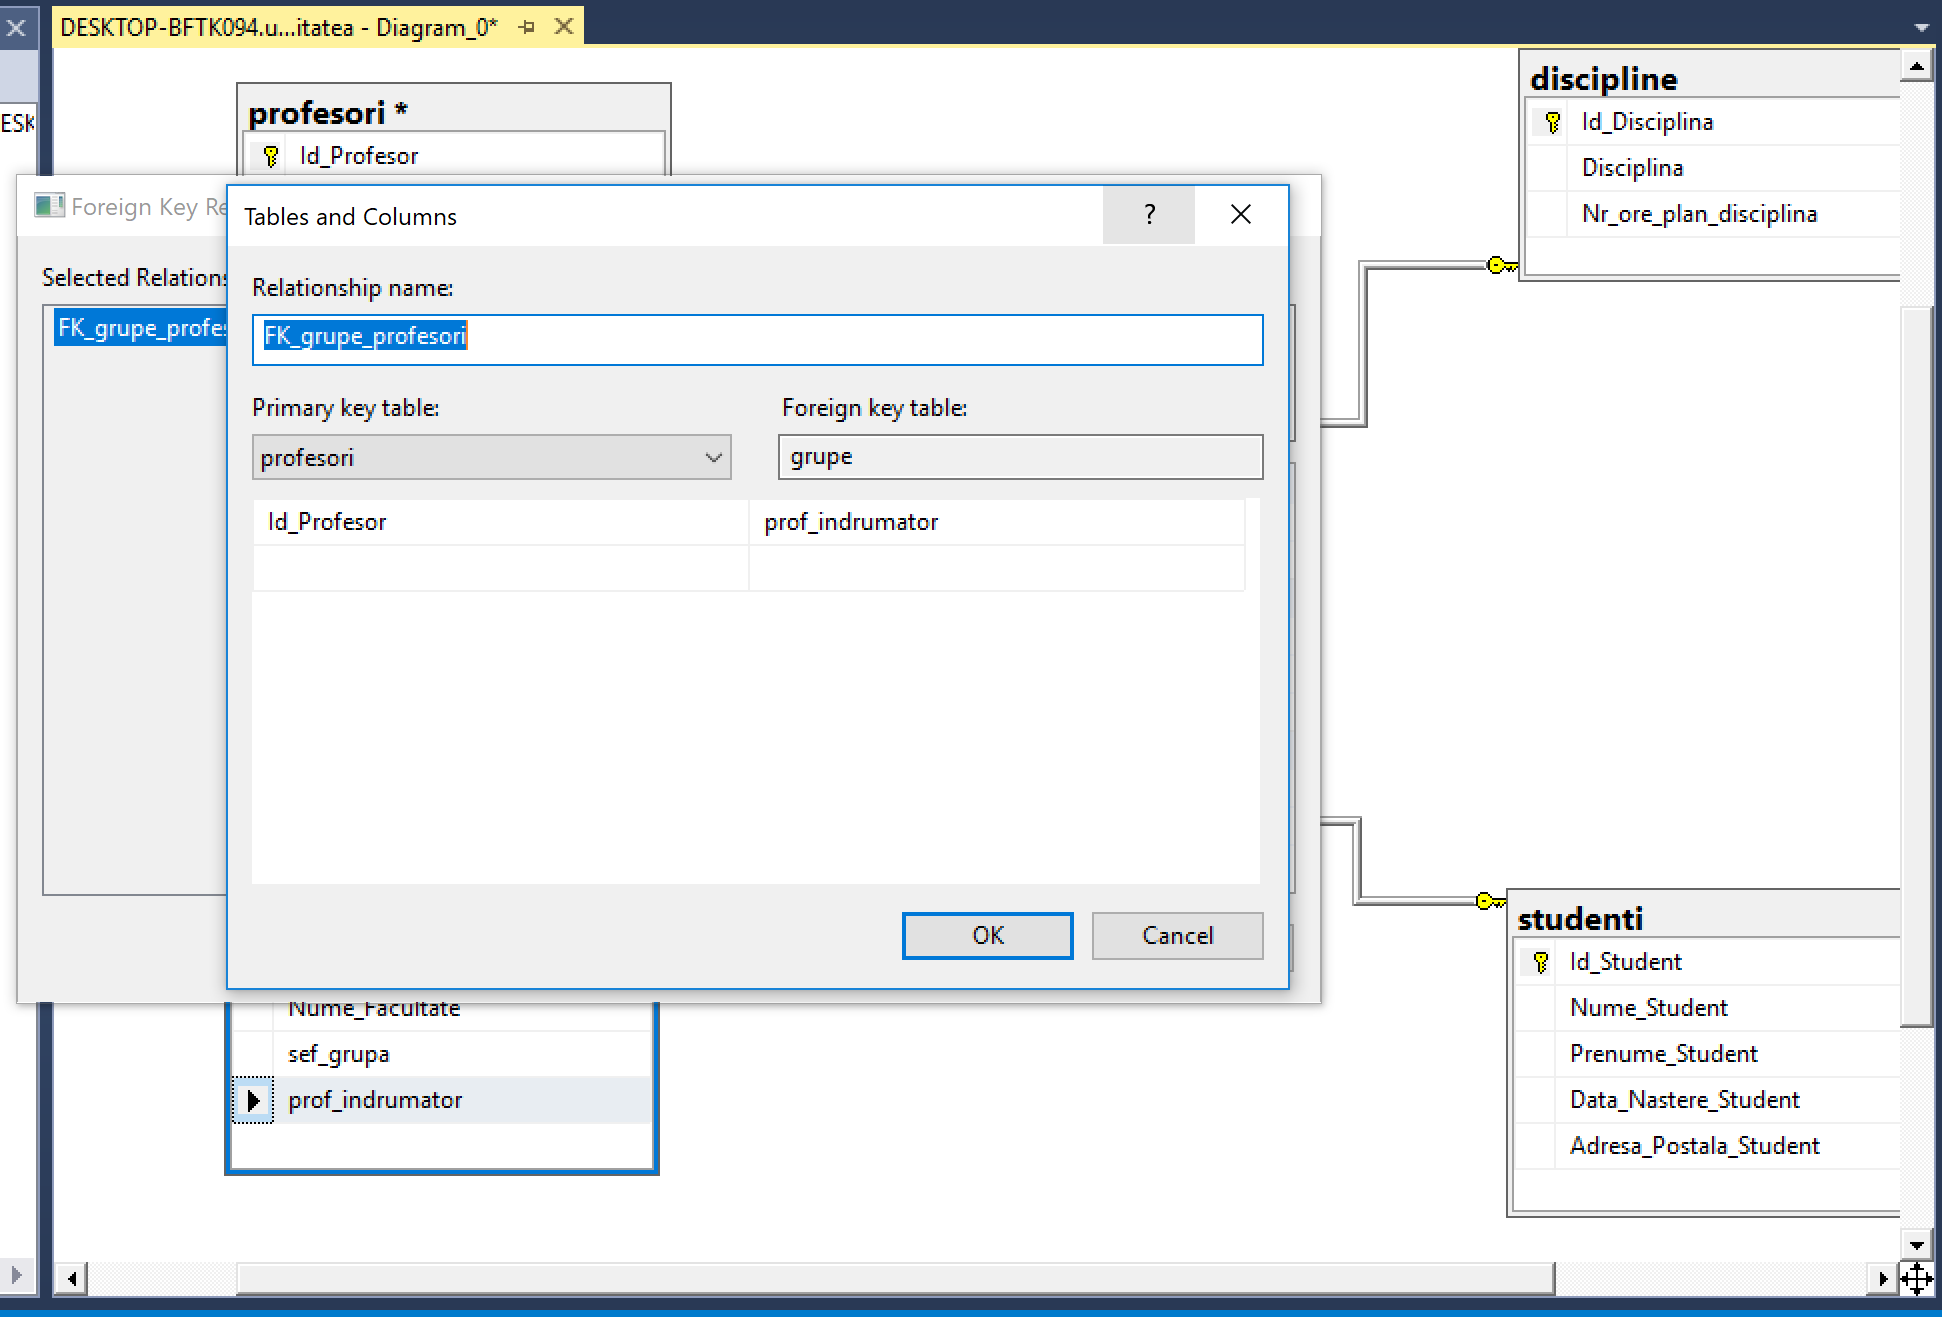 DESKTOP-BFTK094.u...itatea - Diagram_0*
ESK
profesori *
Id_Profesor
discipline
Id_Disciplina
Disciplina
Nr_ore_plan_disciplina
Foreign Key Re
Selected Relations
FK_grupe_profes
Tables and Columns
?
Relationship name:
FK_grupe_profesori
Primary key table:
Foreign key table:
profesori
grupe
Id_Profesor
prof_indrumator
OK
Cancel
Nume_Facultate
sef_grupa
prof_indrumator
studenti
Id_Student
Nume_Student
Prenume_Student
Data_Nastere_Student
Adresa_Postala_Student